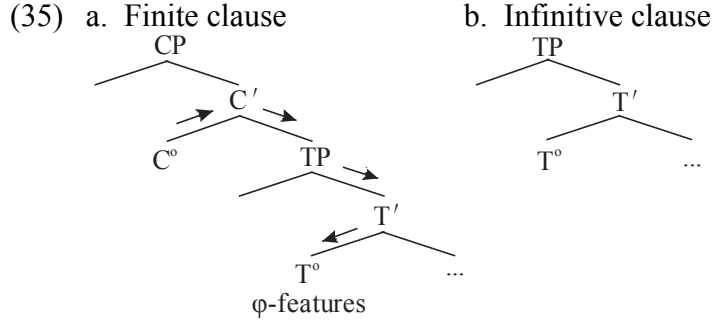 (35) a. Finite clause b. Infinitive clause
CP TP
C′ T′
C° TP T° ...
T′
T° ...
φ-features